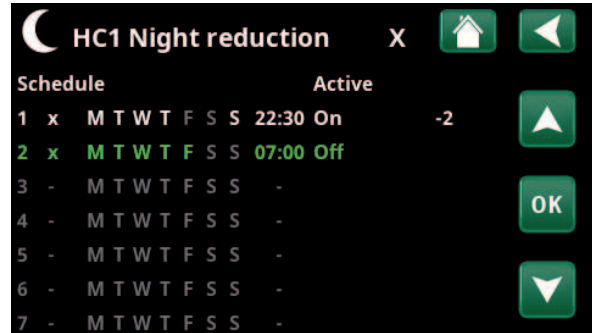 HC1 Night reduction X
Schedule Active
1 x M T W T F S S 22:30 On -2
2 x M T W T F S S 07:00 Off
3 - M T W T F S S -
4 - M T W T F S S -
OK
5 - M T W T F S S -
6 - M T W T F S S -
7 - M T W T F S S -